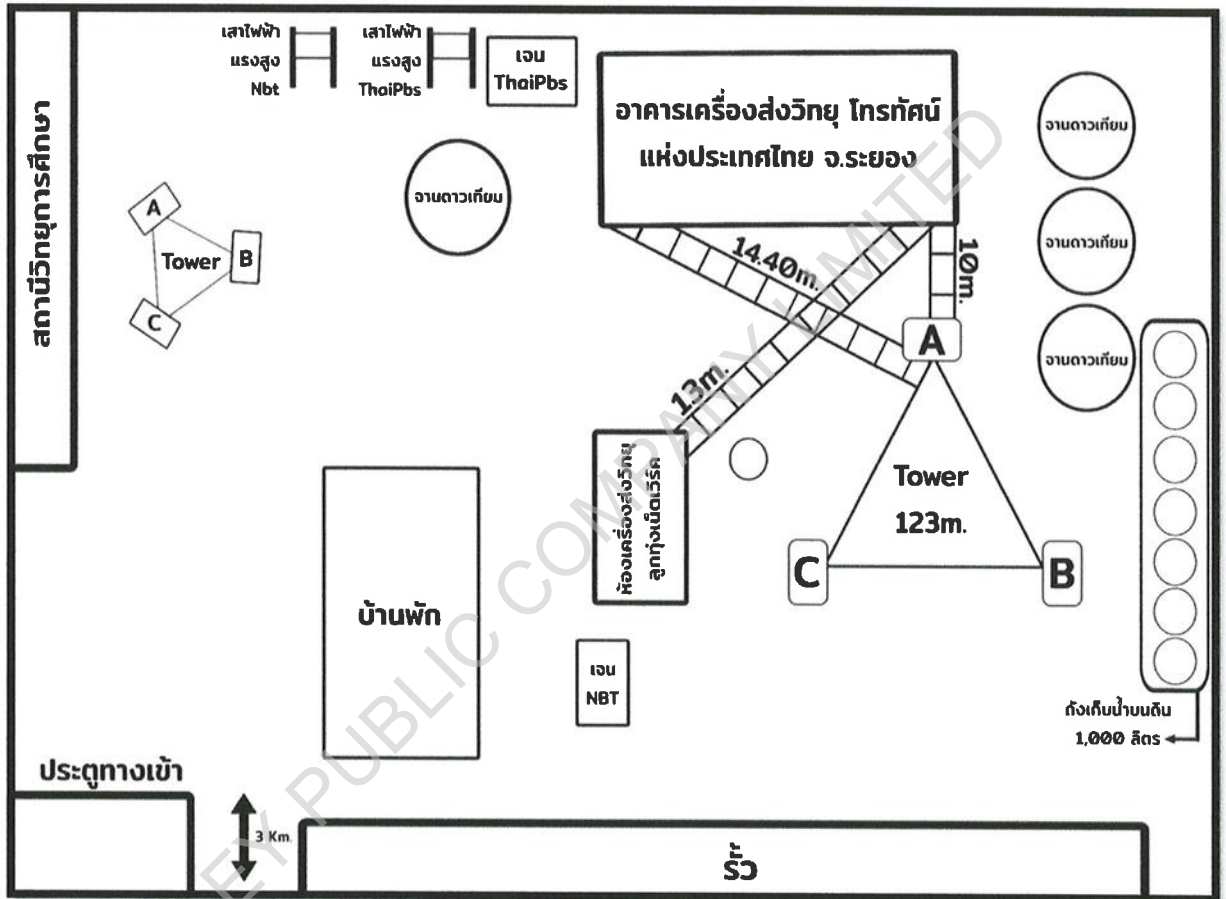 เสาไฟฟ้า
แรงสูง
Nbt
เสาไฟฟ้า
แรงสูง
ThaiPbs
เจน
ThaiPbs
อาคารเครื่องส่งวิทยุ โทรทัศน์
แห่งประเทศไทย จ.ระยอง
จานดาวเทียม
จานดาวเทียม
จานดาวเทียม
จานดาวเทียม
สถานีวิทยุการศึกษา
A
Tower
B
C
14.40m.
10m.
13m.
A
Tower
123m.
C
B
ห้องเครื่องส่งวิทยุ
ลูกทุ่งเน็ตเวิร์ค
บ้านพัก
เจน
NBT
ถังเก็บน้ำบนดิน
1,000 ลิตร
ประตูทางเข้า
3 Km.
รั้ว
EY PUBLIC COMPANY LIMITED